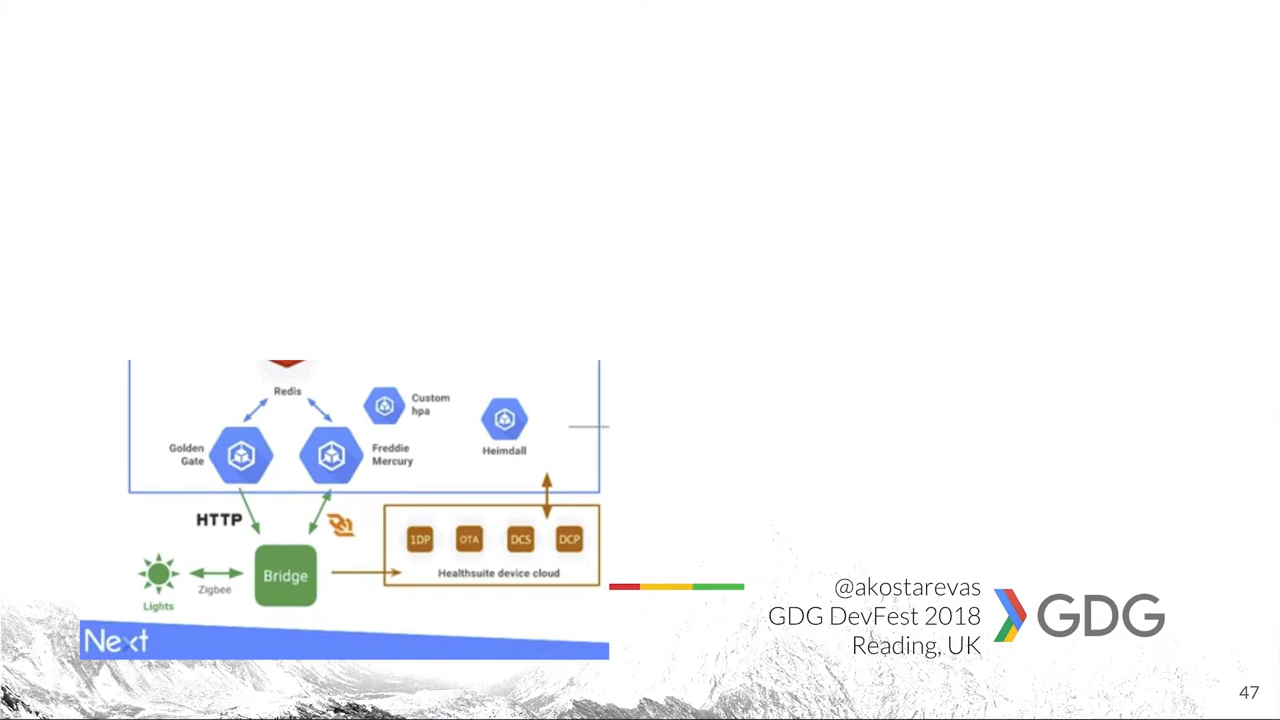 Redis
Custom
hpa
Golden
Gate
Freddie
Mercury
Heimdall
HTTP
1DP
OTA
DCS
DCP
Bridge
Healthsuite device cloud
Zigbee
Lights
Next
@akostarevas
GDG DevFest 2018
Reading, UK
GDG
47